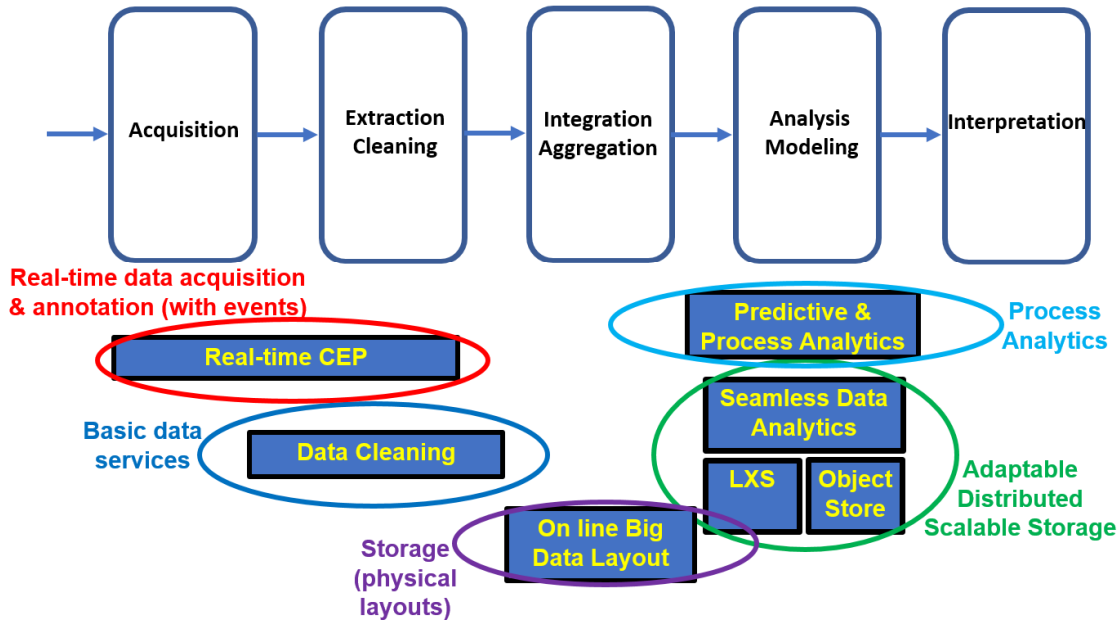 Acquisition
Extraction
Cleaning
Integration
Aggregation
Analysis
Modeling
Interpretation
Real-time data acquisition
& annotation (with events)
Real-time CEP
Predictive &
Process Analytics
Process
Analytics
Basic data
services
Data Cleaning
Seamless Data
Analytics
LXS
Object
Store
Adaptable
Distributed
Scalable Storage
On line Big
Data Layout
Storage
(physical
layouts)